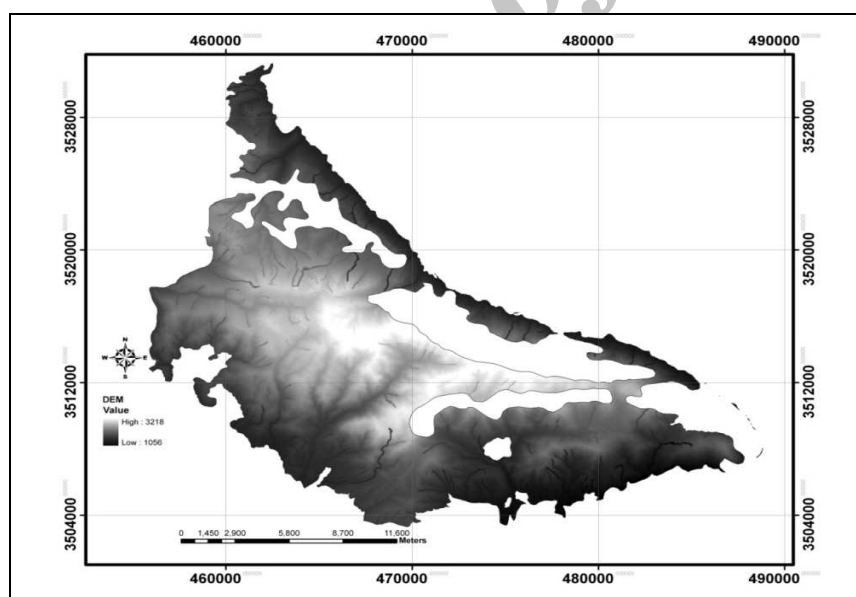 460000 470000 480000 490000
3528000 3528000
3520000 3520000
3512000 3512000
3504000 3504000
N
W E
S
DEM
Value
High : 3218
Low : 1056
0 1,450 2,900 5,800 8,700 11,600
Meters
460000 470000 480000 490000